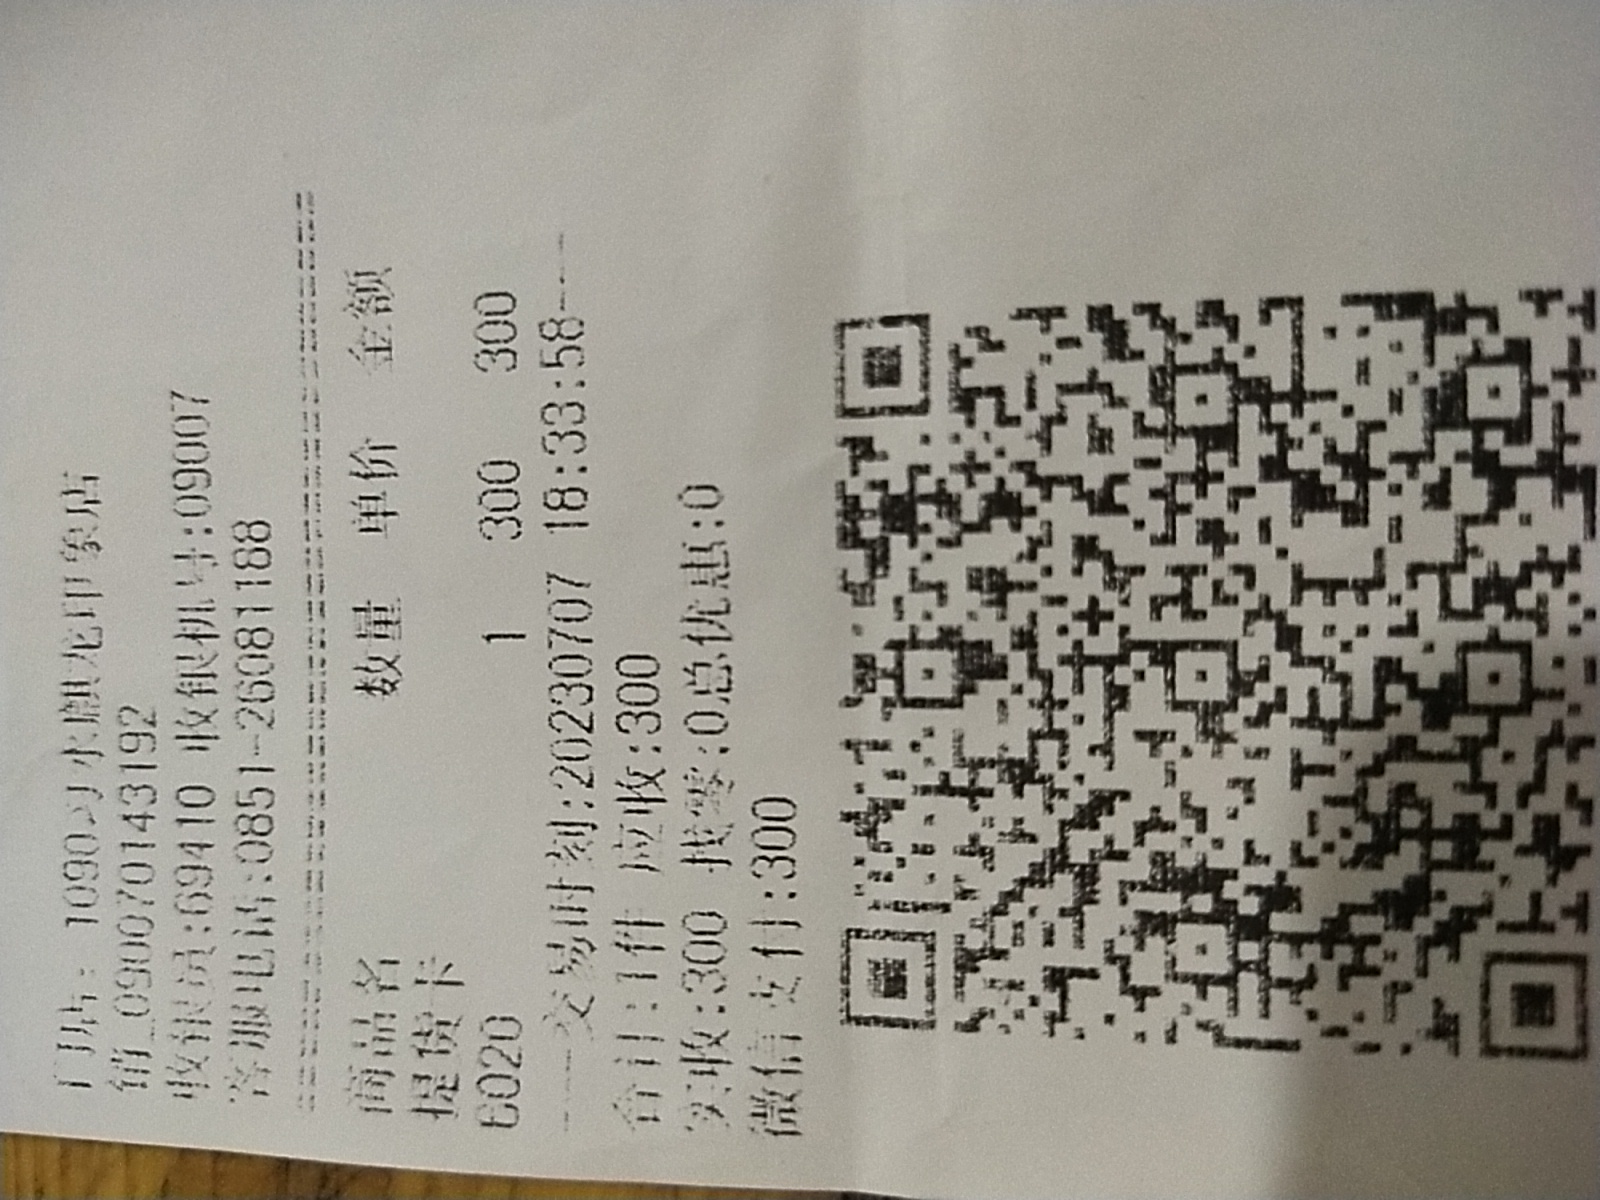 门店: 1090习水麒龙印象店
销_0900701431​92
收银员:69410 收银机号:09007
客服电话:0851-26081188
================================
商品名 数量 单价 金额
提货卡
6020 1 300 300
----交易时刻:20230707 18:33:58----
合计:1件 应收:300
实收:300 找零:0总优惠:0
微信支付:300